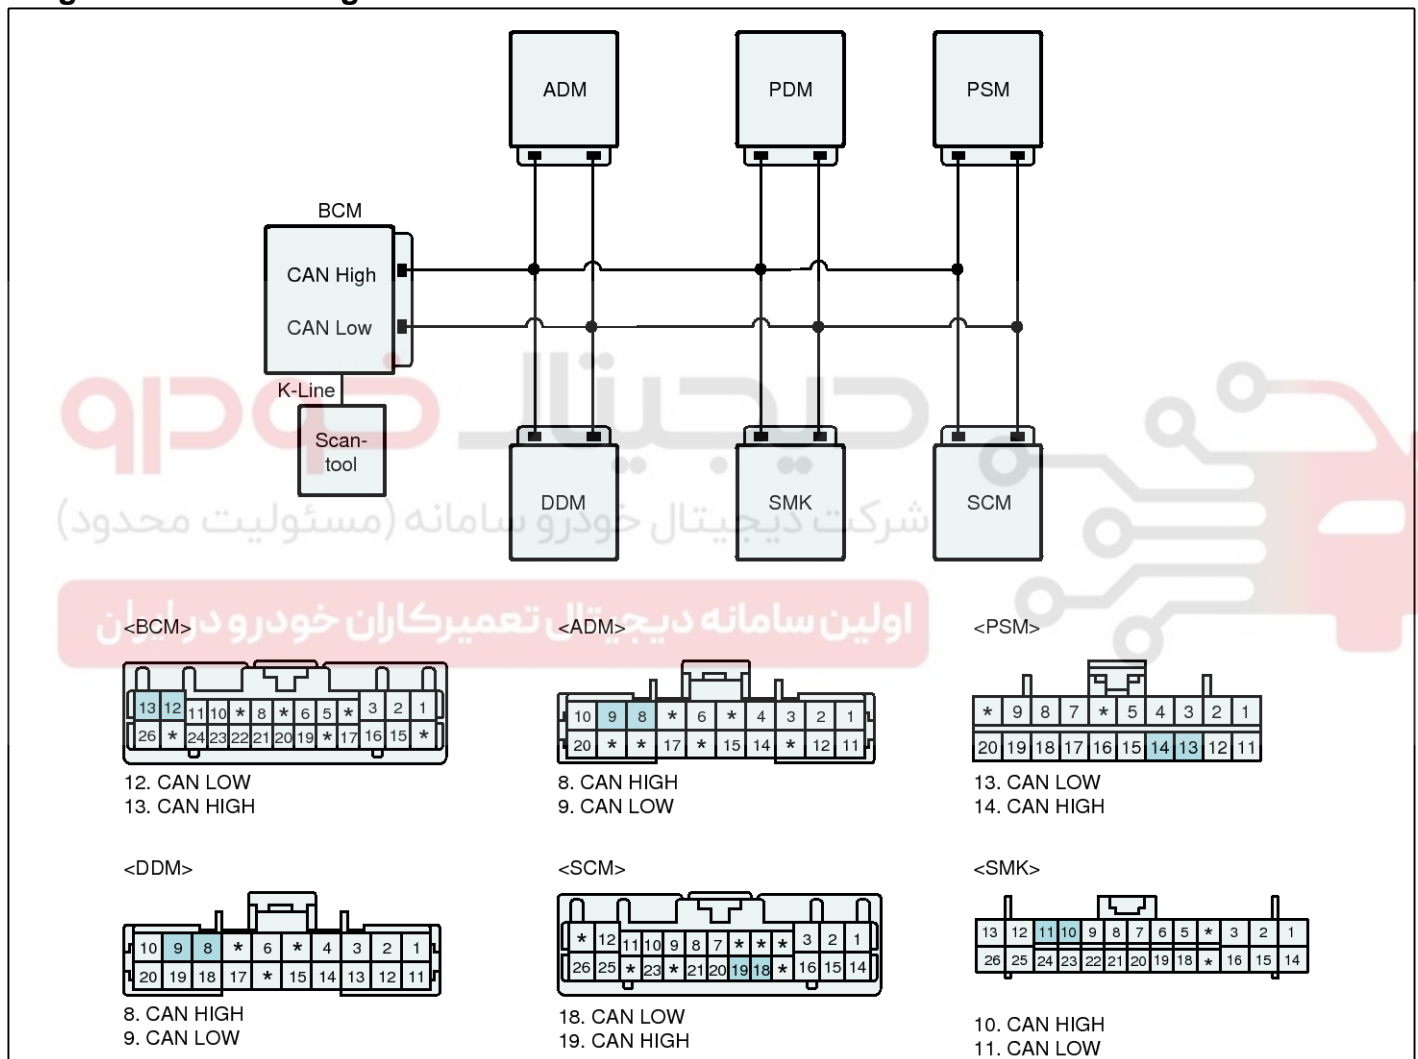 ADM
PDM
PSM
BCM
CAN High
CAN Low
K-Line
Scan-
tool
DDM
SMK
SCM
دیجیتال خودرو
شرکت دیجیتال خودرو سامانه (مسئولیت محدود)
اولین سامانه دیجیتال تعمیرکاران خودرو در ایران
<BCM>
13 12 11 10 * 8 * 6 5 * 3 2 1
26 * 24 23 22 21 20 19 * 17 16 15 *
12. CAN LOW
13. CAN HIGH
<ADM>
10 9 8 * 6 * 4 3 2 1
20 * * 17 * 15 14 * 12 11
8. CAN HIGH
9. CAN LOW
<PSM>
* 9 8 7 * 5 4 3 2 1
20 19 18 17 16 15 14 13 12 11
13. CAN LOW
14. CAN HIGH
<DDM>
10 9 8 * 6 * 4 3 2 1
20 19 18 17 * 15 14 13 12 11
8. CAN HIGH
9. CAN LOW
<SCM>
* 12 11 10 9 8 7 * * * 3 2 1
26 25 * 23 * 21 20 19 18 * 16 15 14
18. CAN LOW
19. CAN HIGH
<SMK>
13 12 11 10 9 8 7 6 5 * 3 2 1
26 25 24 23 22 21 20 19 18 * 16 15 14
10. CAN HIGH
11. CAN LOW